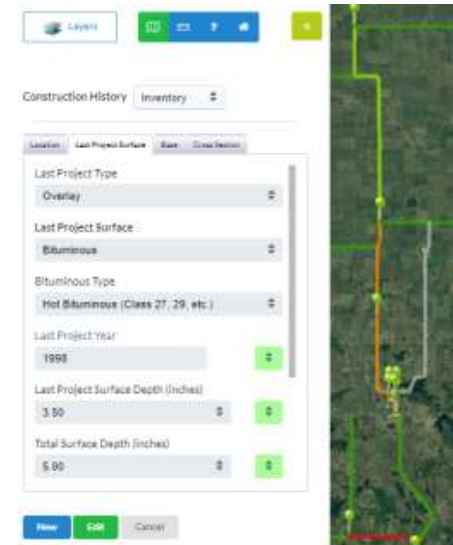 Layers
?
Construction History Inventory
Location Last Project Surface Base Cross Section
Last Project Type
Overlay
Last Project Surface
Bituminous
Bituminous Type
Hot Bituminous (Class 27, 29, etc.)
Last Project Year
1998
Last Project Surface Depth (inches)
3.50
Total Surface Depth (inches)
5.00
New Edit Cancel